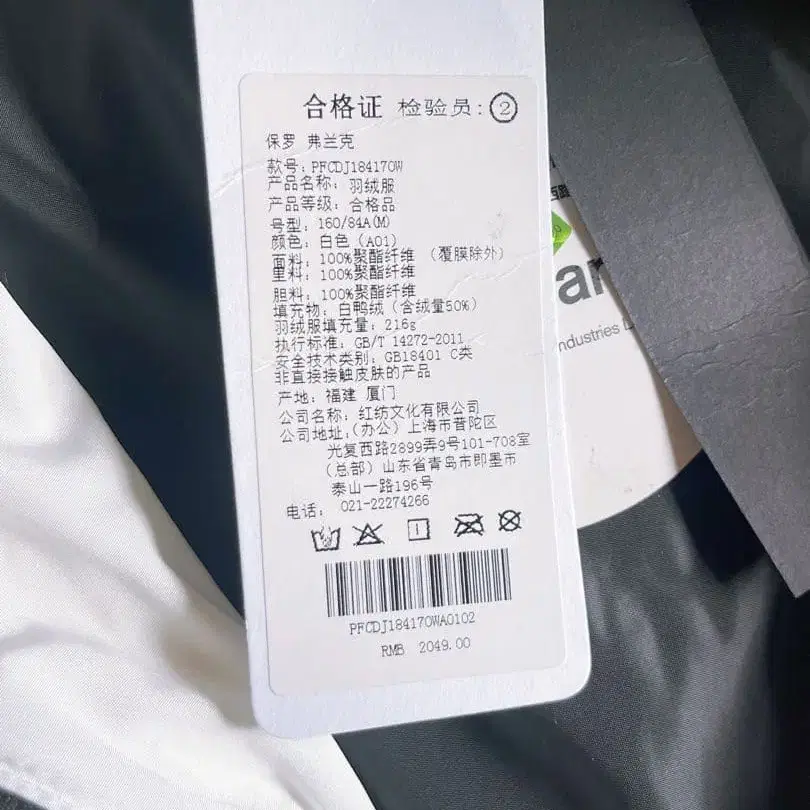 合格证 检验员:②
保罗 弗兰克
款号:PFCDJ184170W
产品名称: 羽绒服
产品等级: 合格品
号型: 160/84A(M)
颜色: 白色 (A01)
面料: 100%聚酯纤维 (覆膜除外)
里料: 100%聚酯纤维
胆料: 100%聚酯纤维
填充物: 白鸭绒 (含绒量50%)
羽绒服填充量: 216g
执行标准: GB/T 14272-2011
安全技术类别: GB18401 C类
非直接接触皮肤的产品
产地: 福建 厦门
公司名称: 红纺文化有限公司
公司地址:(办公) 上海市普陀区
光复西路2899弄9号101-708室
(总部) 山东省青岛市即墨市
泰山一路196号
电话: 021-22274266
PFCDJ184170WA0102
RMB 2049.00
ar
ndustries L